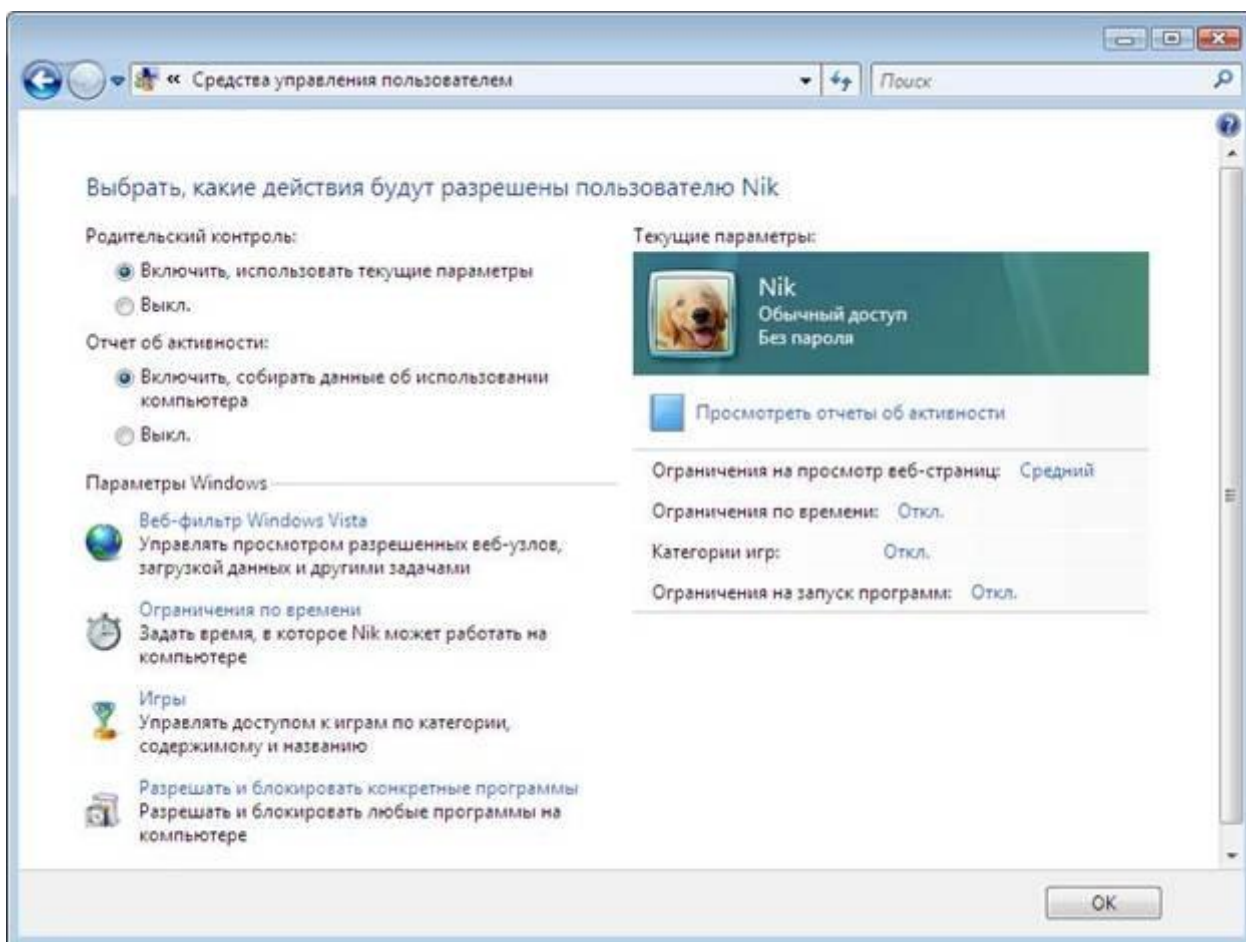 Средства управления пользователем
Поиск
Выбрать, какие действия будут разрешены пользователю Nik
Родительский контроль:
Включить, использовать текущие параметры
Выкл.
Отчет об активности:
Включить, собирать данные об использовании
компьютера
Выкл.
Параметры Windows
Веб-фильтр Windows Vista
Управлять просмотром разрешенных веб-узлов,
загрузкой данных и другими задачами
Ограничения по времени
Задать время, в которое Nik может работать на
компьютере
Игры
Управлять доступом к играм по категории,
содержимому и названию
Разрешать и блокировать конкретные программы
Разрешать и блокировать любые программы на
компьютере
Текущие параметры:
Nik
Обычный доступ
Без пароля
Просмотреть отчеты об активности
Ограничения на просмотр веб-страниц: Средний
Ограничения по времени: Откл.
Категории игр: Откл.
Ограничения на запуск программ: Откл.
OK